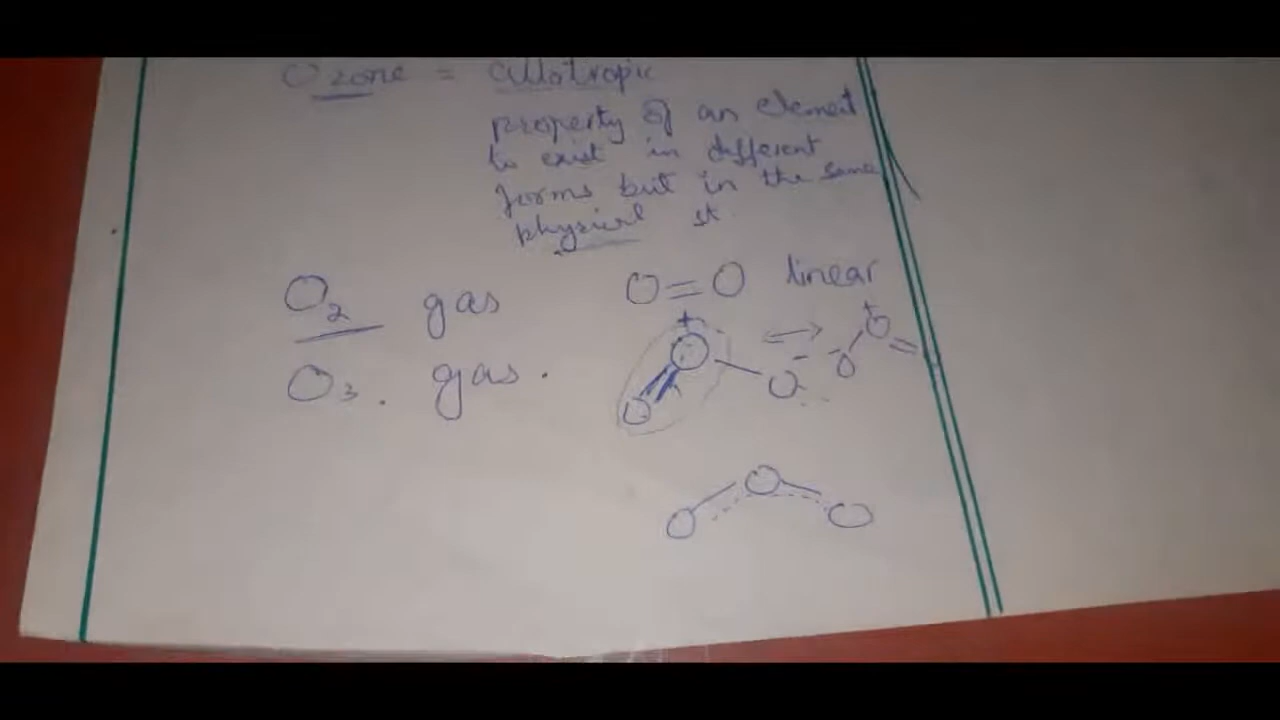 Ozone = allotropic
property of an element
to exist in different
forms but in the same
physical st
O₂ gas O=O linear
O₃. gas.
+
O O⁻ ⇌ ⁻O O⁺ =
O O O